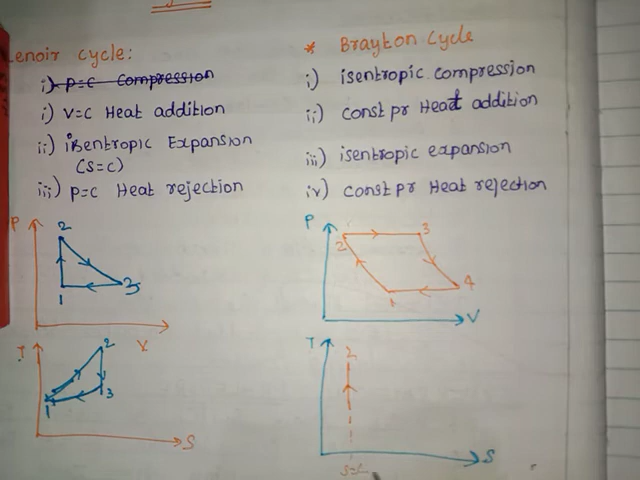 enoir cycle:
i) p=c Compression
i) v=c Heat addition
ii) isentropic Expansion
(s=c)
iii) p=c Heat rejection
P
2
1
3
V
T
2
3
1
S
* Brayton Cycle
i) isentropic compression
ii) const pr Heat addition
iii) isentropic expansion
iv) const pr Heat rejection
P
2
3
4
1
V
T
2
S